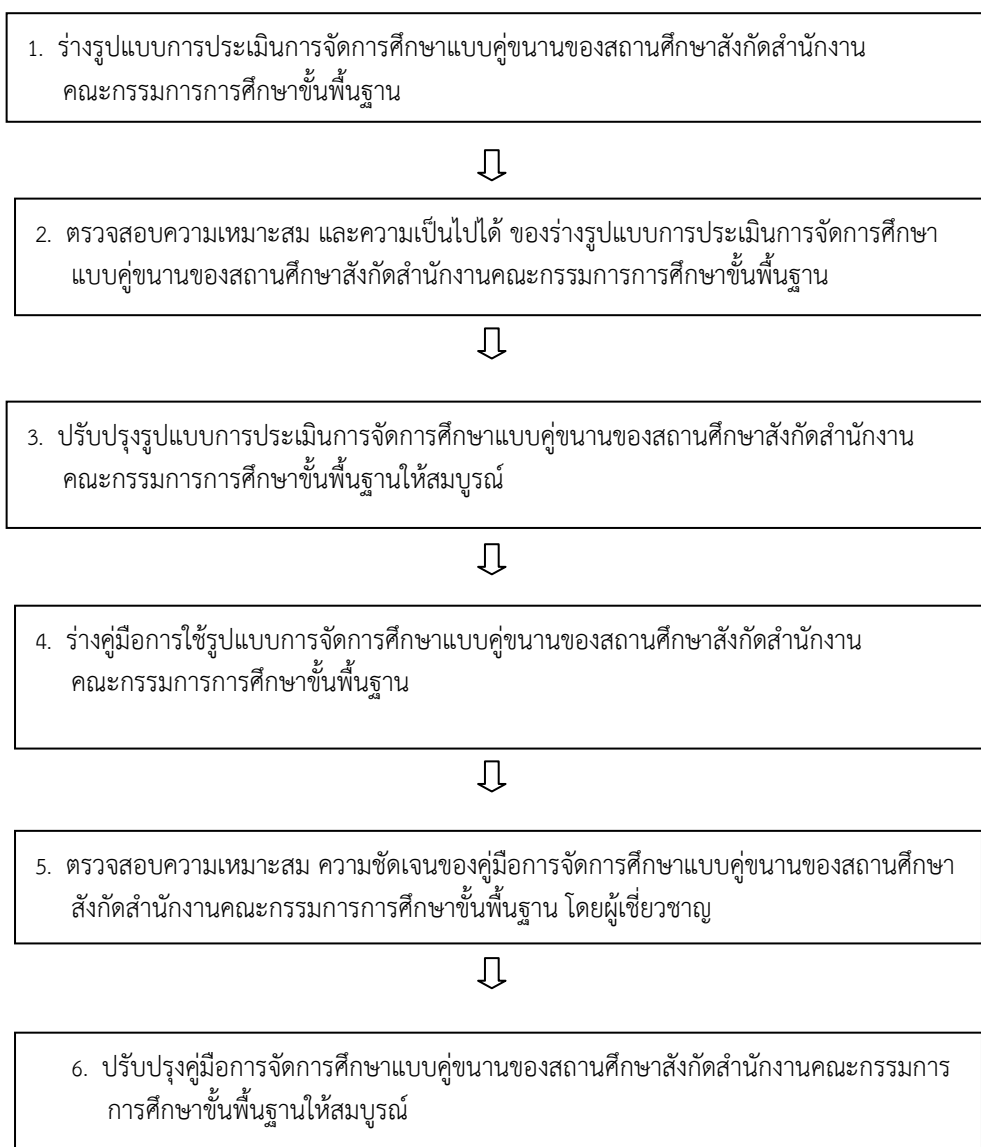 1. ร่างรูปแบบการประเมินการจัดการศึกษาแบบคู่ขนานของสถานศึกษาสังกัดสำนักงาน
คณะกรรมการการศึกษาขั้นพื้นฐาน
2. ตรวจสอบความเหมาะสม และความเป็นไปได้ ของร่างรูปแบบการประเมินการจัดการศึกษา
แบบคู่ขนานของสถานศึกษาสังกัดสำนักงานคณะกรรมการการศึกษาขั้นพื้นฐาน
3. ปรับปรุงรูปแบบการประเมินการจัดการศึกษาแบบคู่ขนานของสถานศึกษาสังกัดสำนักงาน
คณะกรรมการการศึกษาขั้นพื้นฐานให้สมบูรณ์
4. ร่างคู่มือการใช้รูปแบบการจัดการศึกษาแบบคู่ขนานของสถานศึกษาสังกัดสำนักงาน
คณะกรรมการการศึกษาขั้นพื้นฐาน
5. ตรวจสอบความเหมาะสม ความชัดเจนของคู่มือการจัดการศึกษาแบบคู่ขนานของสถานศึกษา
สังกัดสำนักงานคณะกรรมการการศึกษาขั้นพื้นฐาน โดยผู้เชี่ยวชาญ
6. ปรับปรุงคู่มือการจัดการศึกษาแบบคู่ขนานของสถานศึกษาสังกัดสำนักงานคณะกรรมการ
การศึกษาขั้นพื้นฐานให้สมบูรณ์